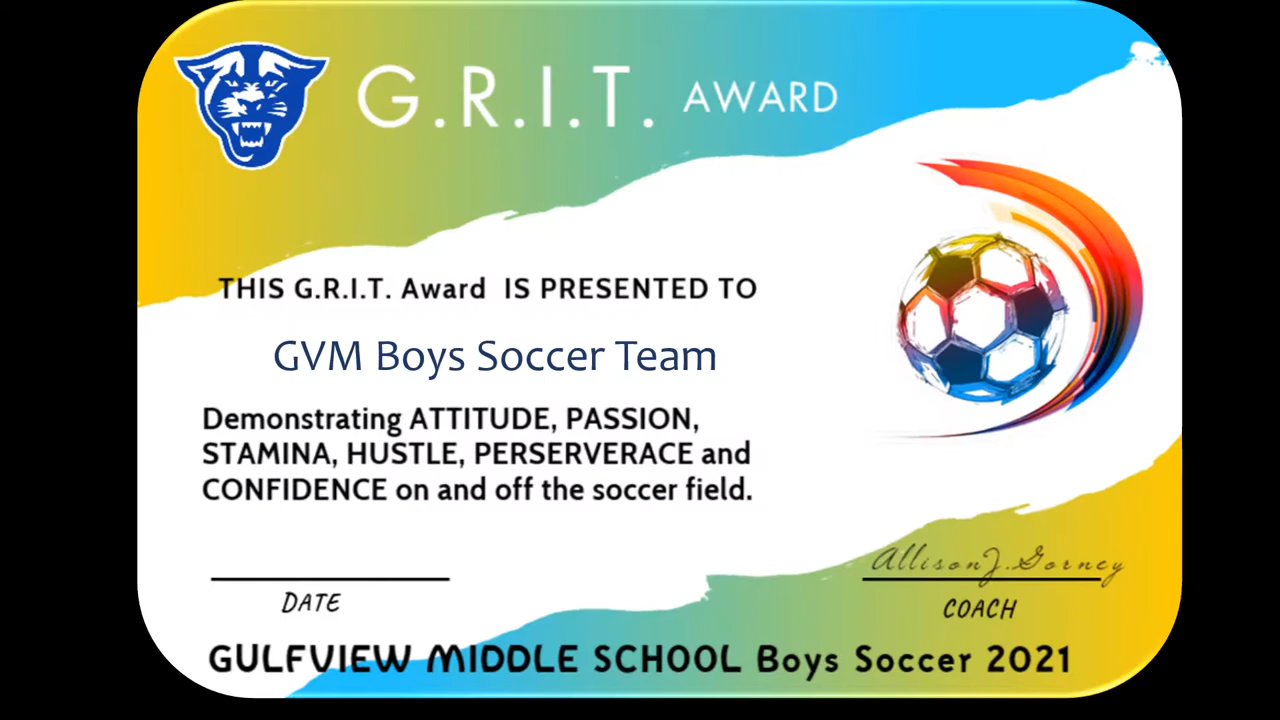 G.R.I.T. AWARD
THIS G.R.I.T. Award IS PRESENTED TO
GVM Boys Soccer Team
Demonstrating ATTITUDE, PASSION,
STAMINA, HUSTLE, PERSERVERACE and
CONFIDENCE on and off the soccer field.
AllisonJ.Gorney
DATE
COACH
GULFVIEW MIDDLE SCHOOL Boys Soccer 2021